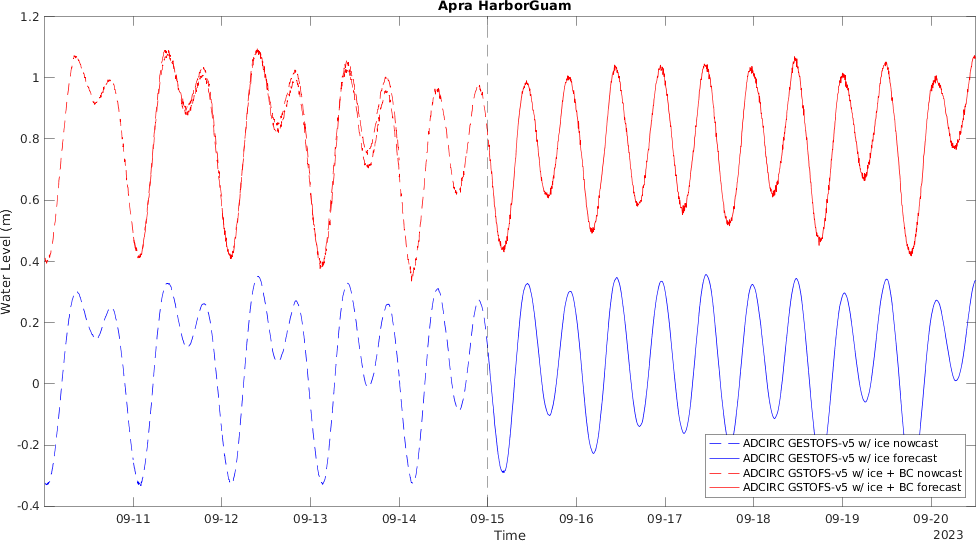 Apra HarborGuam
1.2
1
0.8
0.6
0.4
0.2
0
-0.2
-0.4
Water Level (m)
ADCIRC GESTOFS-v5 w/ ice nowcast
ADCIRC GESTOFS-v5 w/ ice forecast
ADCIRC GSTOFS-v5 w/ ice + BC nowcast
ADCIRC GSTOFS-v5 w/ ice + BC forecast
09-11 09-12 09-13 09-14 09-15 09-16 09-17 09-18 09-19 09-20
Time
2023